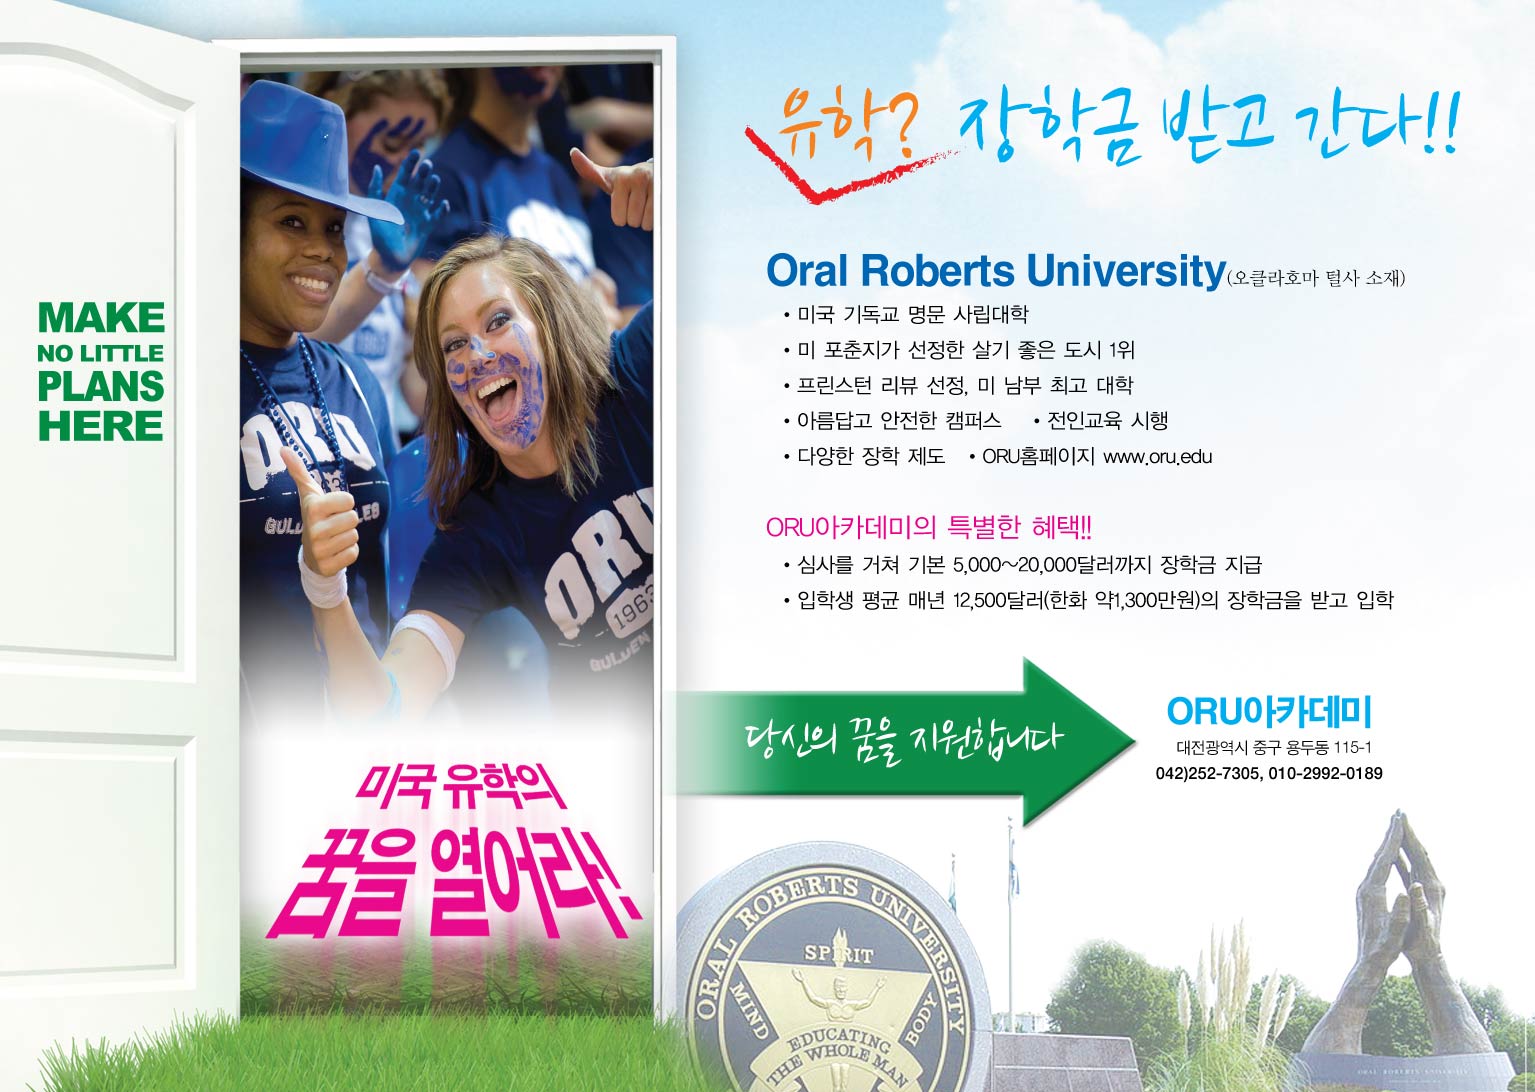 MAKE
NO LITTLE
PLANS
HERE
ORU
1963
ORU
1963
GOLDEN
미국 유학의
꿈을 열어라!
유학? 장학금 받고 간다!!
Oral Roberts University(오클라호마 털사 소재)
• 미국 기독교 명문 사립대학
• 미 포춘지가 선정한 살기 좋은 도시 1위
• 프린스턴 리뷰 선정, 미 남부 최고 대학
• 아름답고 안전한 캠퍼스 • 전인교육 시행
• 다양한 장학 제도 • ORU홈페이지 www.oru.edu
ORU아카데미의 특별한 혜택!!
• 심사를 거쳐 기본 5,000~20,000달러까지 장학금 지급
• 입학생 평균 매년 12,500달러(한화 약1,300만원)의 장학금을 받고 입학
당신의 꿈을 지원합니다
ORU아카데미
대전광역시 중구 용두동 115-1
042)252-7305, 010-2992-0189
ORAL ROBERTS UNIVERSITY
SPIRIT
MIND
BODY
EDUCATING
THE WHOLE MAN
ORAL ROBERTS UNIVERSITY